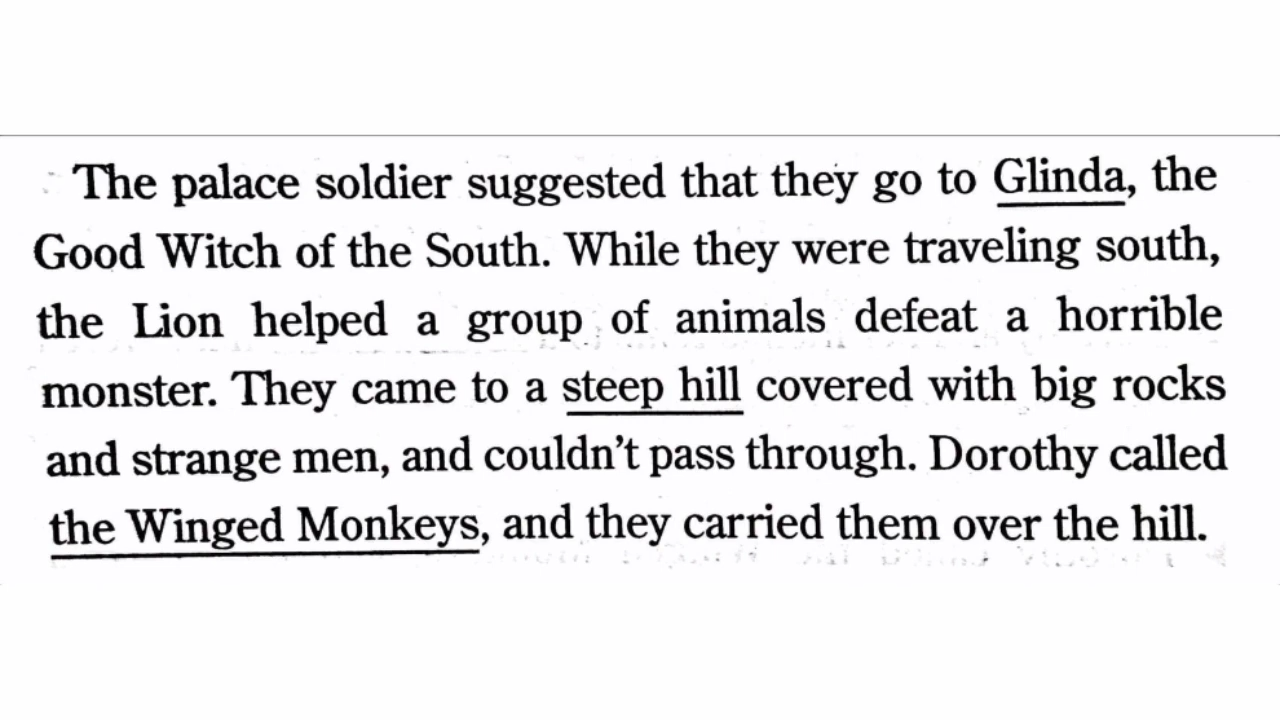 The palace soldier suggested that they go to Glinda, the
Good Witch of the South. While they were traveling south,
the Lion helped a group of animals defeat a horrible
monster. They came to a steep hill covered with big rocks
and strange men, and couldn't pass through. Dorothy called
the Winged Monkeys, and they carried them over the hill.